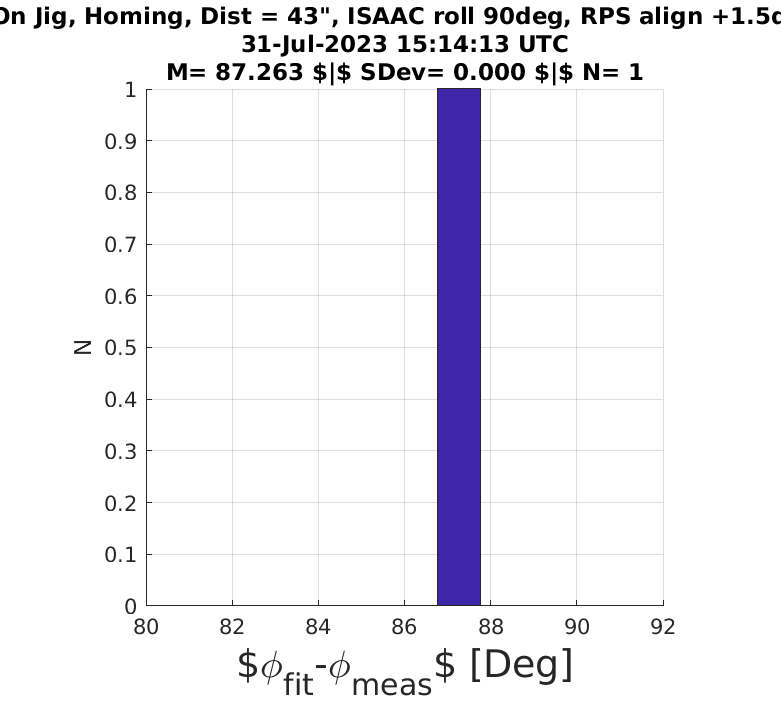 On Jig, Homing, Dist = 43", ISAAC roll 90deg, RPS align +1.5
31-Jul-2023 15:14:13 UTC
M= 87.263 $|$ SDev= 0.000 $|$ N= 1
1
0.9
0.8
0.7
0.6
0.5
0.4
0.3
0.2
0.1
0
N
80 82 84 86 88 90 92
$ϕfit-ϕmeas$ [Deg]